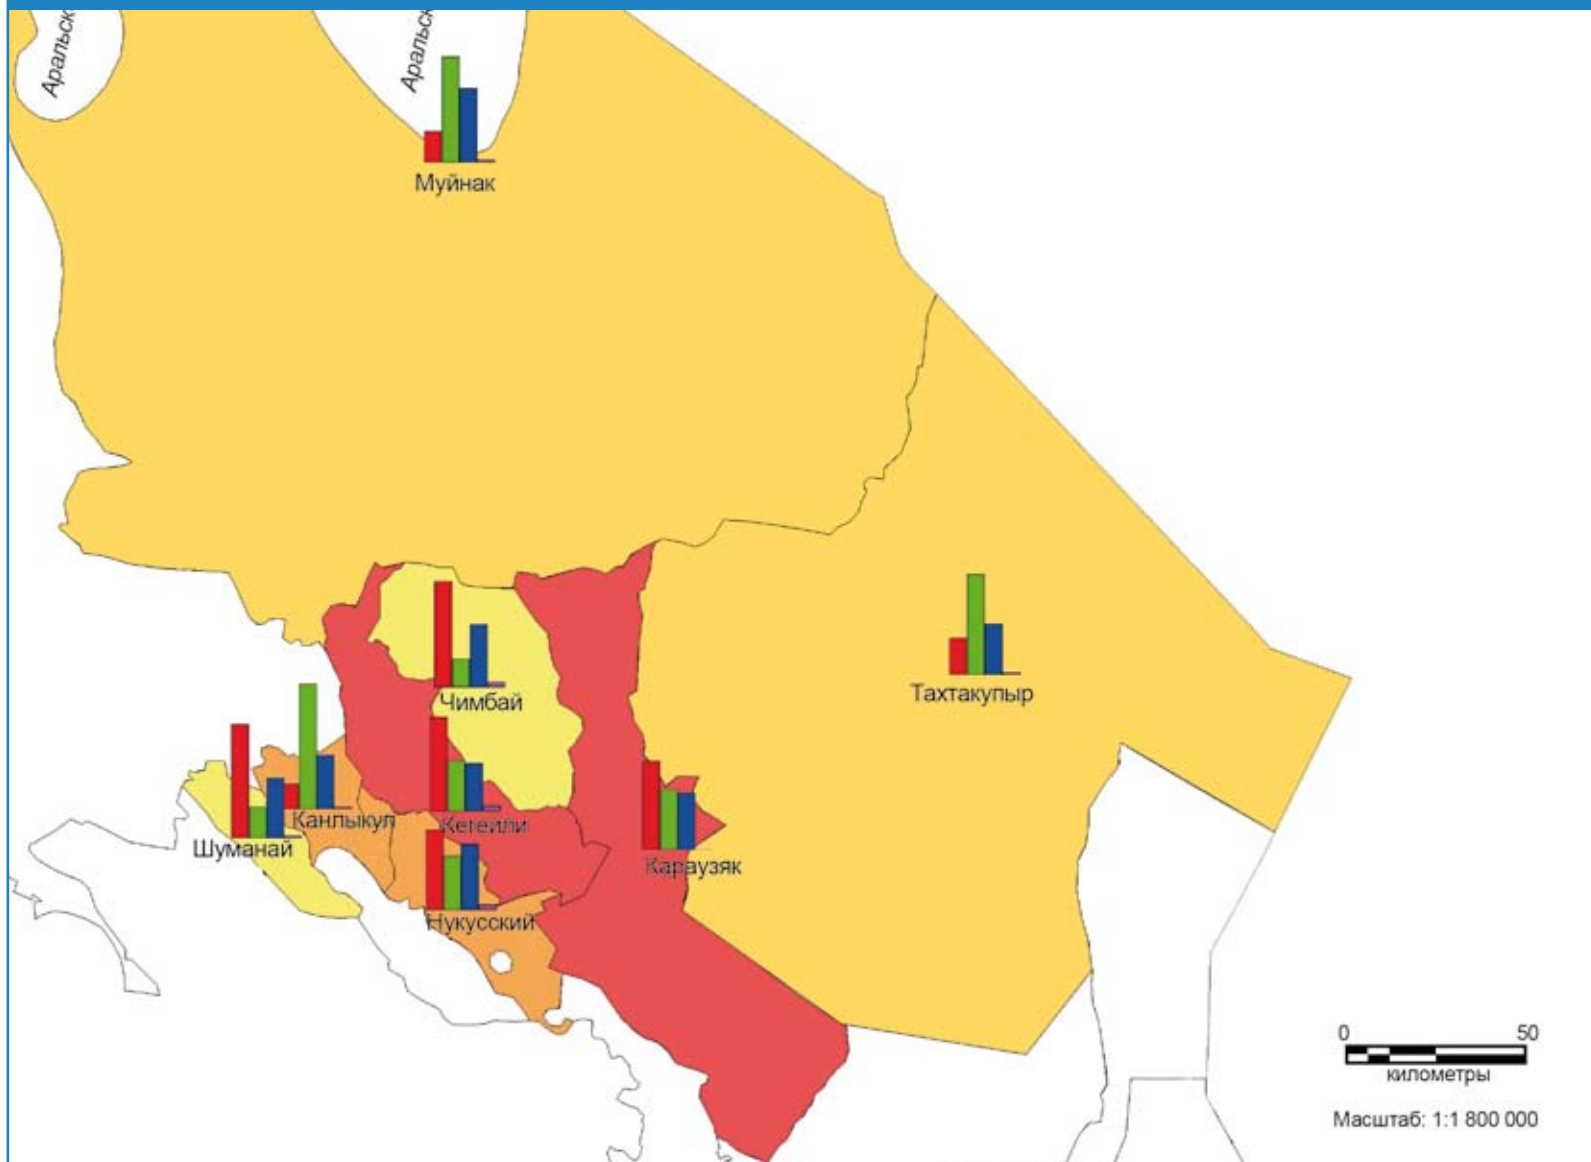 Аральск
Аральск
Муйнак
Тахтакупыр
Чимбай
Канлыкул
Кегейли
Шуманай
Караузяк
Нукусский
0 50
километры
Масштаб: 1:1 800 000